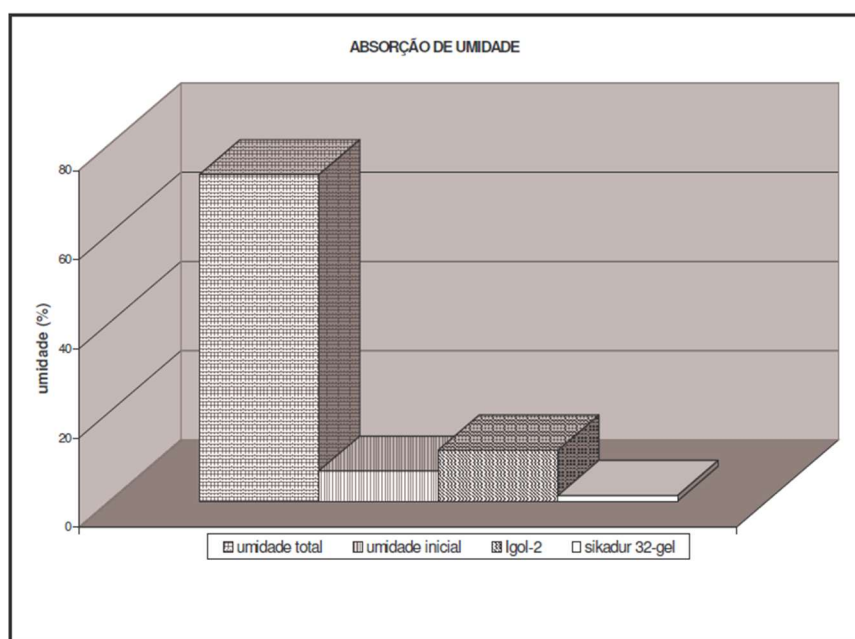 ABSORÇÃO DE UMIDADE
80
60
40
20
0
umidade (%)
umidade total umidade inicial Igol-2 sikadur 32-gel